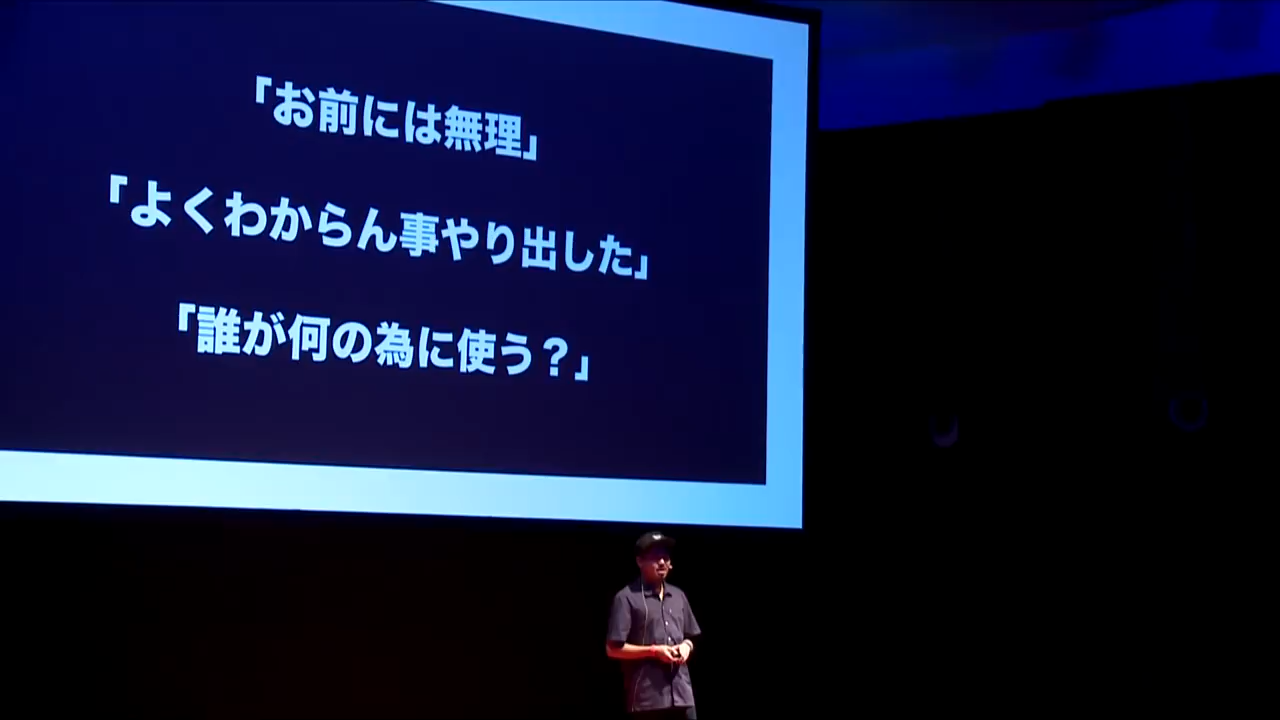 「お前には無理」
「よくわからん事やり出した」
「誰が何の為に使う？」